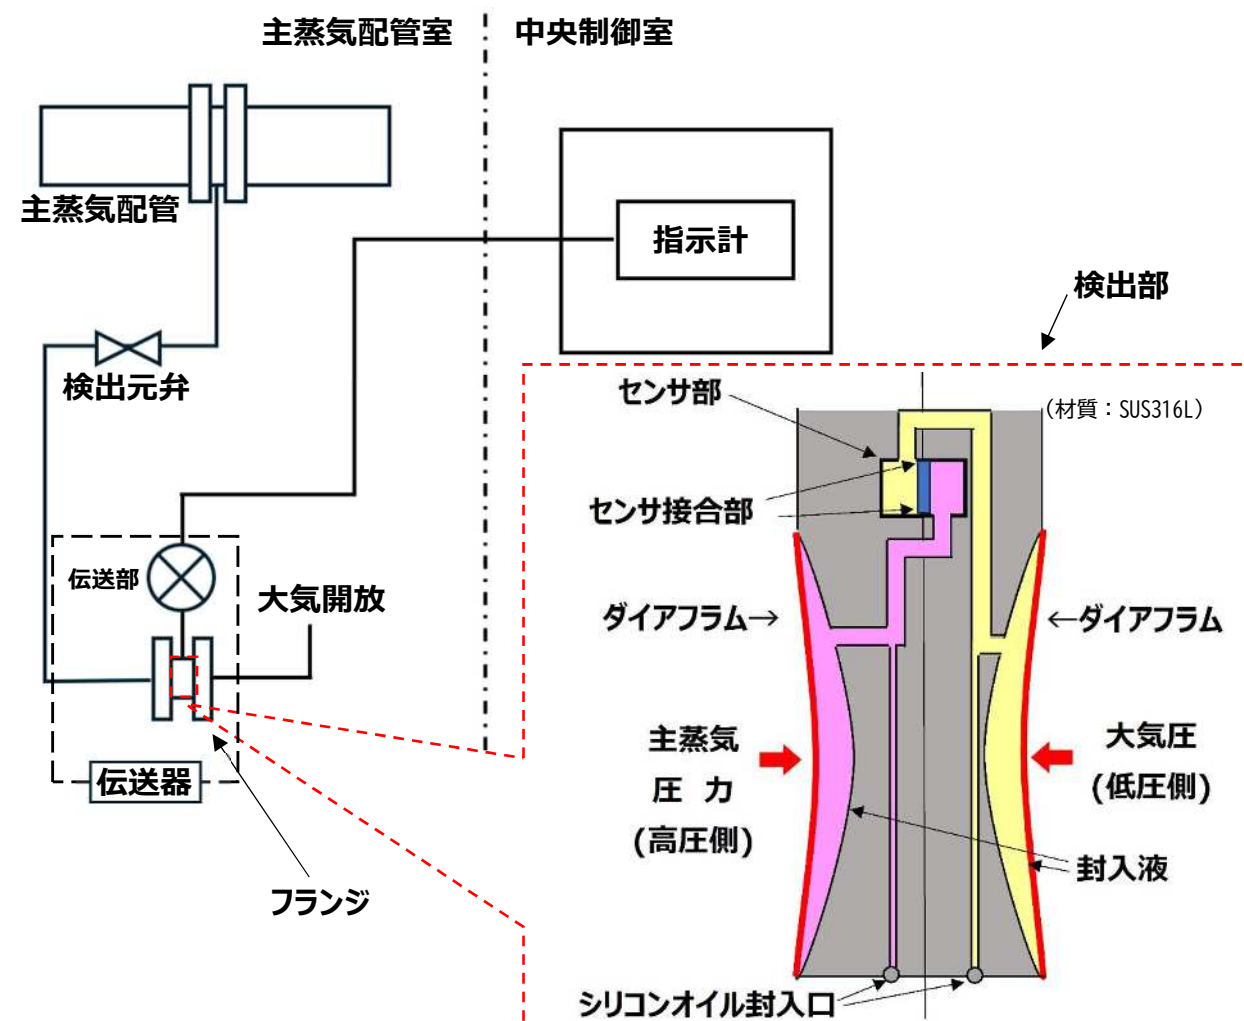 主蒸気配管室
中央制御室
主蒸気配管
指示計
検出元弁
検出部
(材質：SUS316L)
センサ部
センサ接合部
伝送部
大気開放
ダイアフラム→
←ダイアフラム
主蒸気
圧 力
(高圧側)
大気圧
(低圧側)
伝送器
封入液
フランジ
シリコンオイル封入口